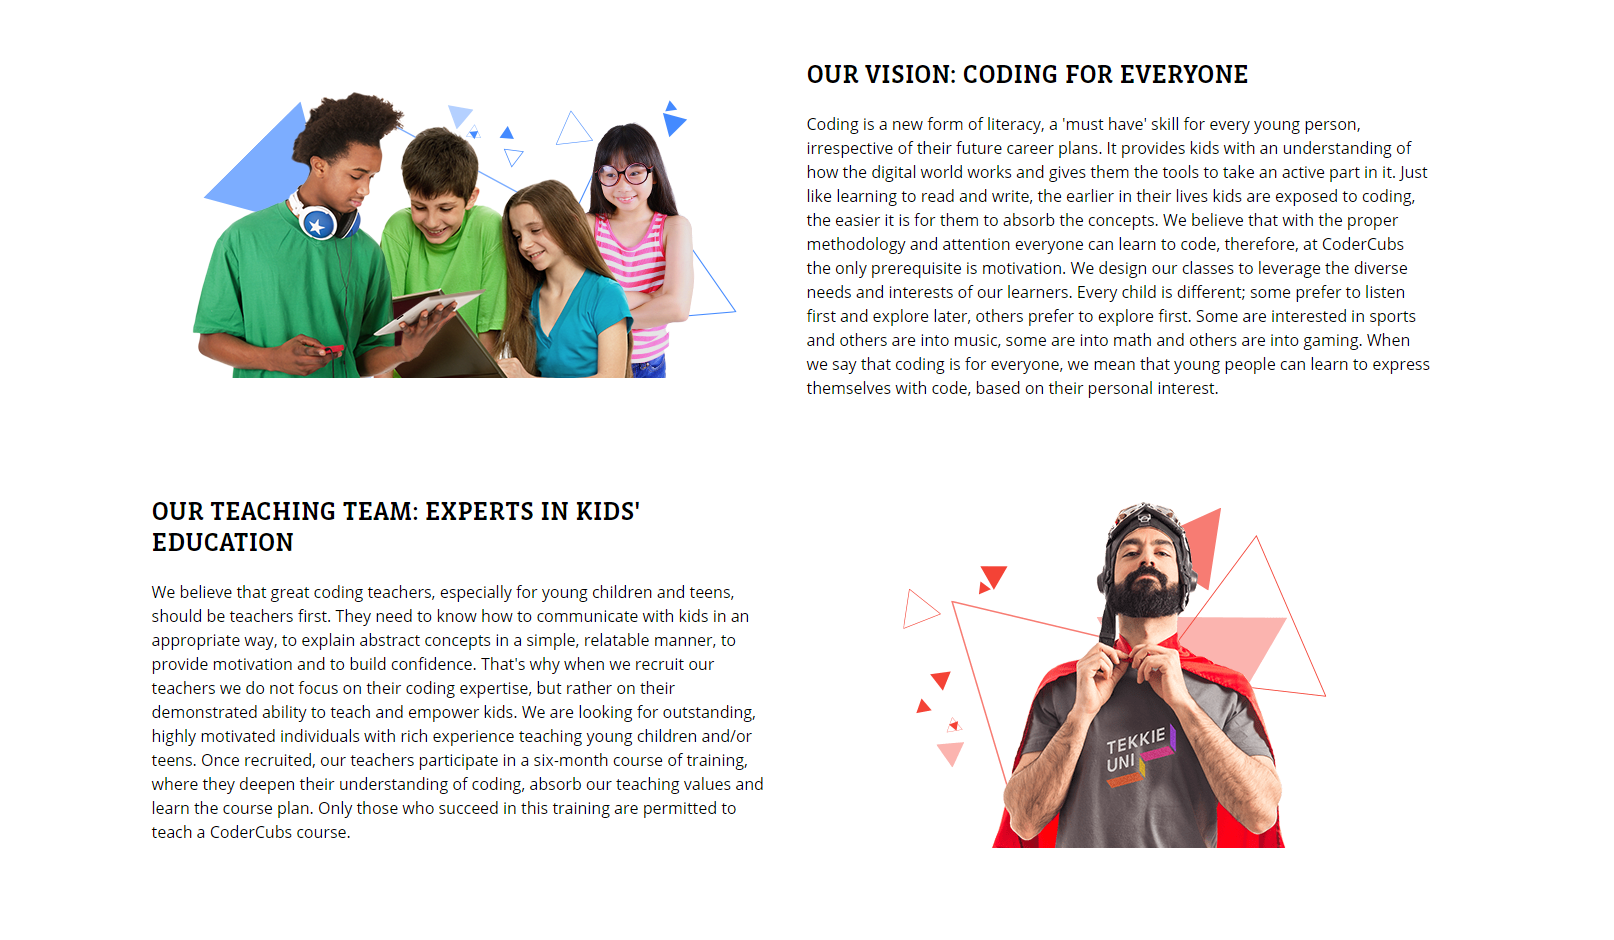 OUR VISION: CODING FOR EVERYONE
Coding is a new form of literacy, a 'must have' skill for every young person,
irrespective of their future career plans. It provides kids with an understanding of
how the digital world works and gives them the tools to take an active part in it. Just
like learning to read and write, the earlier in their lives kids are exposed to coding,
the easier it is for them to absorb the concepts. We believe that with the proper
methodology and attention everyone can learn to code, therefore, at CoderCubs
the only prerequisite is motivation. We design our classes to leverage the diverse
needs and interests of our learners. Every child is different; some prefer to listen
first and explore later, others prefer to explore first. Some are interested in sports
and others are into music, some are into math and others are into gaming. When
we say that coding is for everyone, we mean that young people can learn to express
themselves with code, based on their personal interest.
OUR TEACHING TEAM: EXPERTS IN KIDS'
EDUCATION
We believe that great coding teachers, especially for young children and teens,
should be teachers first. They need to know how to communicate with kids in an
appropriate way, to explain abstract concepts in a simple, relatable manner, to
provide motivation and to build confidence. That's why when we recruit our
teachers we do not focus on their coding expertise, but rather on their
demonstrated ability to teach and empower kids. We are looking for outstanding,
highly motivated individuals with rich experience teaching young children and/or
teens. Once recruited, our teachers participate in a six-month course of training,
where they deepen their understanding of coding, absorb our teaching values and
learn the course plan. Only those who succeed in this training are permitted to
teach a CoderCubs course.
TEKKIE
UNI